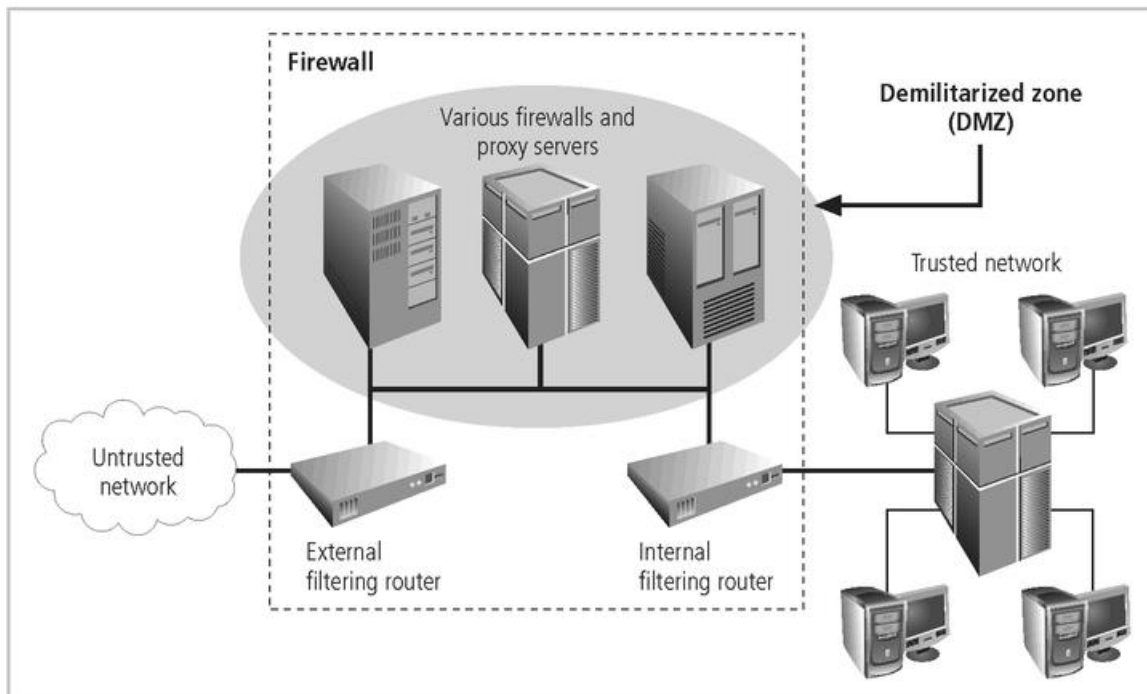 Firewall
Various firewalls and
proxy servers
Demilitarized zone
(DMZ)
Trusted network
Untrusted
network
External
filtering router
Internal
filtering router